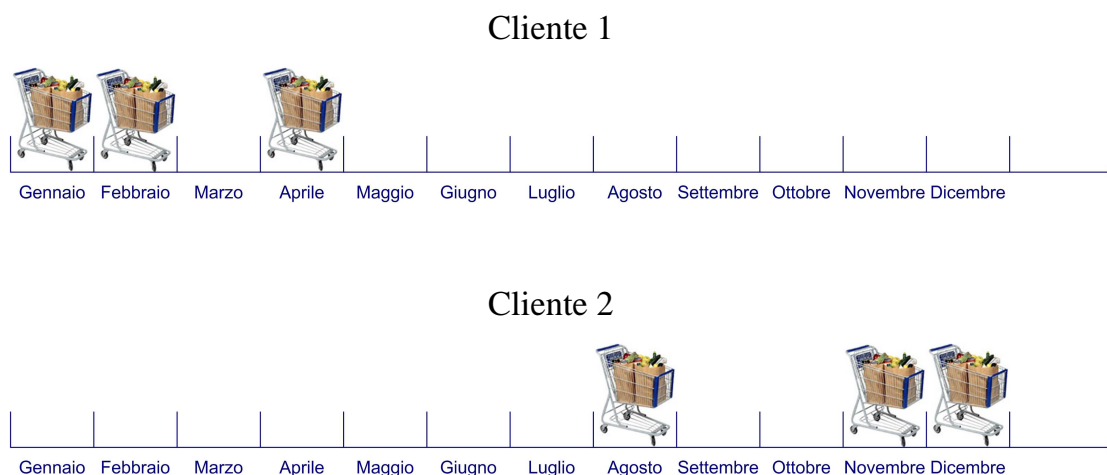 Cliente 1
Gennaio Febbraio Marzo Aprile Maggio Giugno Luglio Agosto Settembre Ottobre Novembre Dicembre
Cliente 2
Gennaio Febbraio Marzo Aprile Maggio Giugno Luglio Agosto Settembre Ottobre Novembre Dicembre